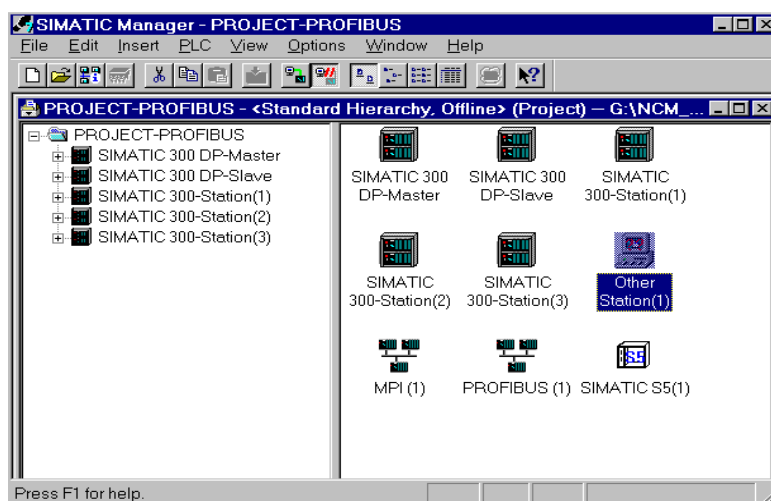 SIMATIC Manager - PROJECT-PROFIBUS
File Edit Insert PLC View Options Window Help
PROJECT-PROFIBUS - <Standard Hierarchy, Offline> (Project) — G:\NCM_...
PROJECT-PROFIBUS
SIMATIC 300 DP-Master
SIMATIC 300 DP-Slave
SIMATIC 300-Station(1)
SIMATIC 300-Station(2)
SIMATIC 300-Station(3)
SIMATIC 300
DP-Master
SIMATIC 300
DP-Slave
SIMATIC
300-Station(1)
SIMATIC
300-Station(2)
SIMATIC
300-Station(3)
Other
Station(1)
MPI (1)
PROFIBUS (1)
S5
SIMATIC S5(1)
Press F1 for help.